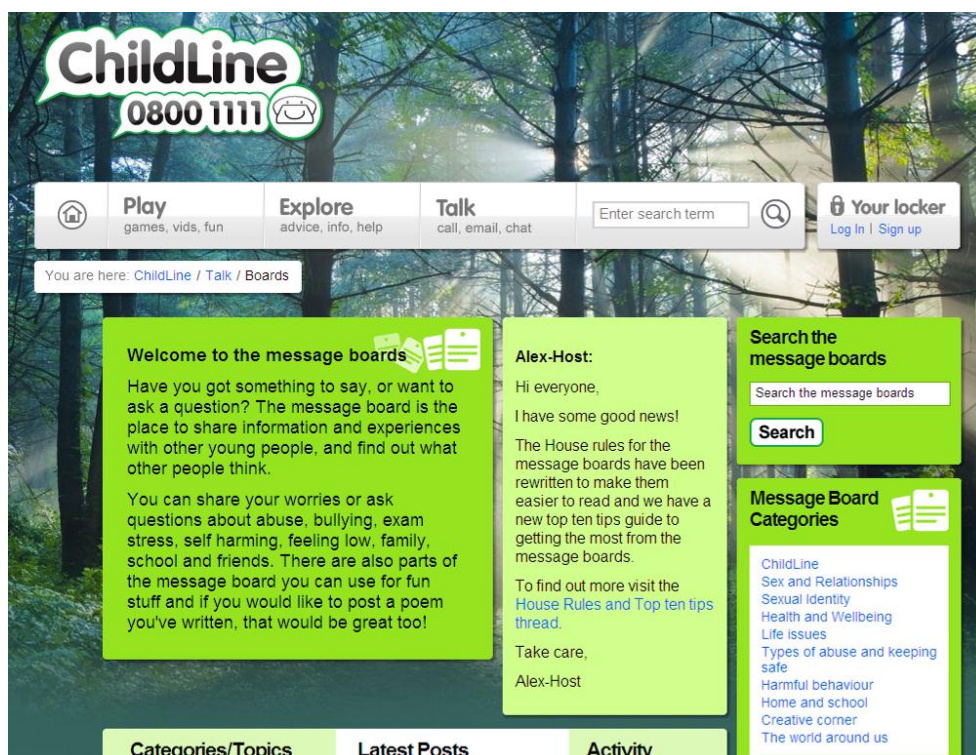 ChildLine
0800 1111
Play
games, vids, fun
Explore
advice, info, help
Talk
call, email, chat
Enter search term
Your locker
Log In | Sign up
You are here: ChildLine / Talk / Boards
Welcome to the message boards
Have you got something to say, or want to
ask a question? The message board is the
place to share information and experiences
with other young people, and find out what
other people think.
You can share your worries or ask
questions about abuse, bullying, exam
stress, self harming, feeling low, family,
school and friends. There are also parts of
the message board you can use for fun
stuff and if you would like to post a poem
you've written, that would be great too!
Alex-Host:
Hi everyone,
I have some good news!
The House rules for the
message boards have been
rewritten to make them
easier to read and we have a
new top ten tips guide to
getting the most from the
message boards.
To find out more visit the
House Rules and Top ten tips
thread.
Take care,
Alex-Host
Search the
message boards
Search the message boards
Search
Message Board
Categories
ChildLine
Sex and Relationships
Sexual Identity
Health and Wellbeing
Life issues
Types of abuse and keeping
safe
Harmful behaviour
Home and school
Creative corner
The world around us
Categories/Topics
Latest Posts
Activity